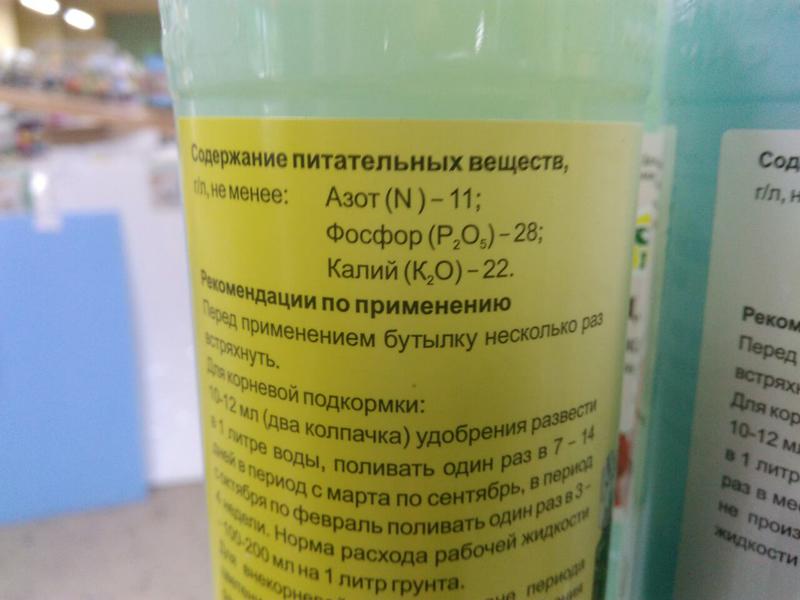 Содержание питательных веществ,
г/л, не менее: Азот (N ) – 11;
Фосфор (P₂O₅) – 28;
Калий (K₂O) – 22.
Рекомендации по применению
Перед применением бутылку несколько раз
встряхнуть.
Для корневой подкормки:
10-12 мл (два колпачка) удобрения развести
в 1 литре воды, поливать один раз в 7 – 14
дней в период с марта по сентябрь, в период
с октября по февраль поливать один раз в 3 -
4 недели. Норма расхода рабочей жидкости
- 100-200 мл на 1 литр грунта.
Для периода
Сод
г/л, н
Реком
Перед
встрях
Для кор
10-12 м
в 1 литр
раз в ме
не произ
жидкости